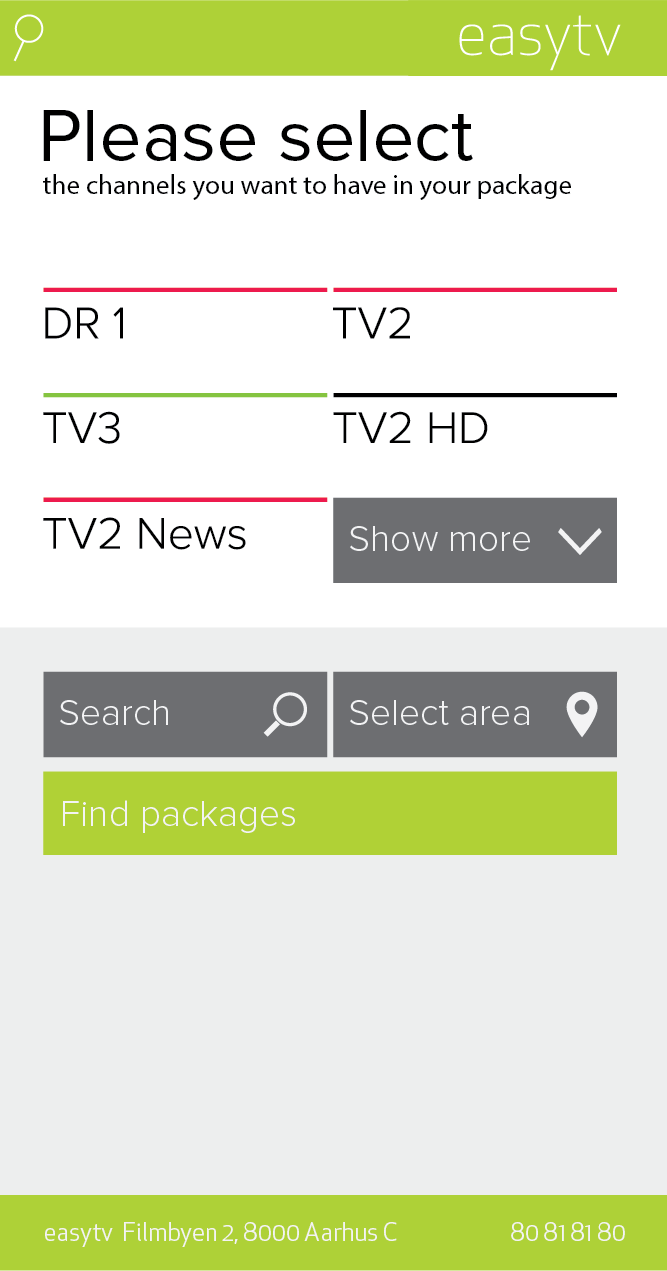 easytv
Please select
the channels you want to have in your package
DR 1
TV2
TV3
TV2 HD
TV2 News
Show more
Search
Select area
Find packages
easytv Filmbyen 2, 8000 Aarhus C
80 81 81 80